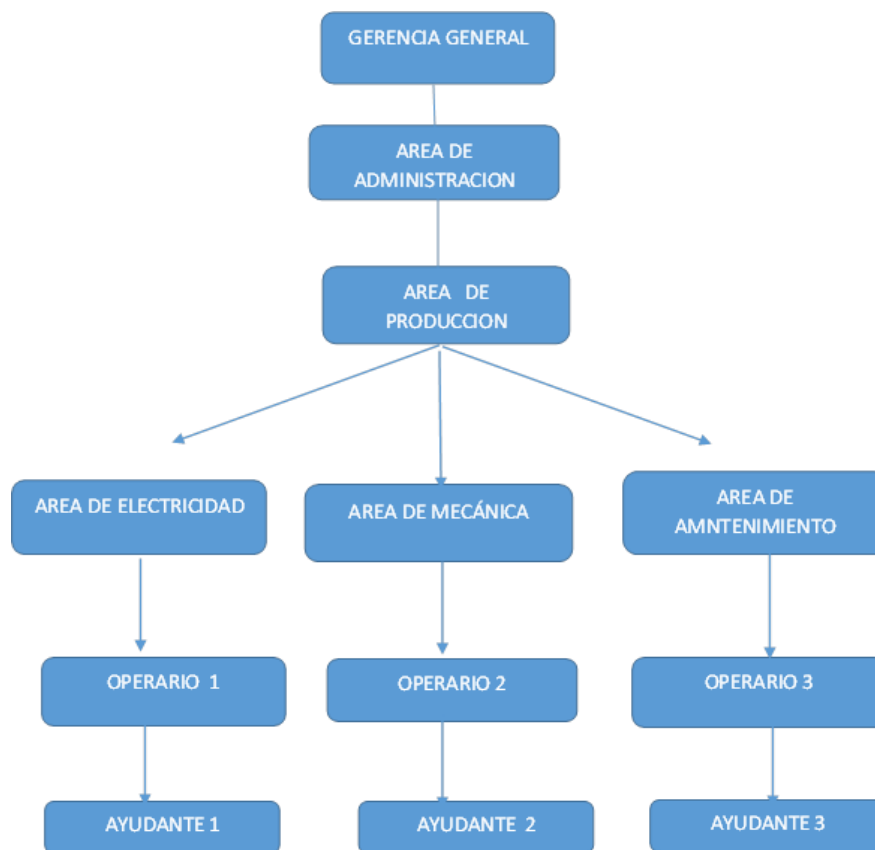 GERENCIA GENERAL
AREA DE
ADMINISTRACION
AREA DE
PRODUCCION
AREA DE ELECTRICIDAD
AREA DE MECÁNICA
AREA DE
AMNTENIMIENTO
OPERARIO 1
OPERARIO 2
OPERARIO 3
AYUDANTE 1
AYUDANTE 2
AYUDANTE 3